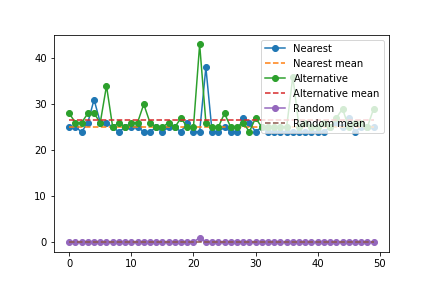 Nearest
Nearest mean
Alternative
Alternative mean
Random
Random mean
40
30
20
10
0
0 10 20 30 40 50